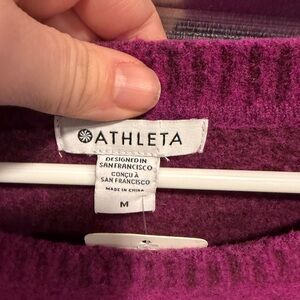 ATHLETA
DESIGNED IN
SAN FRANCISCO
CONÇU À
SAN FRANCISCO
MADE IN CHINA
M